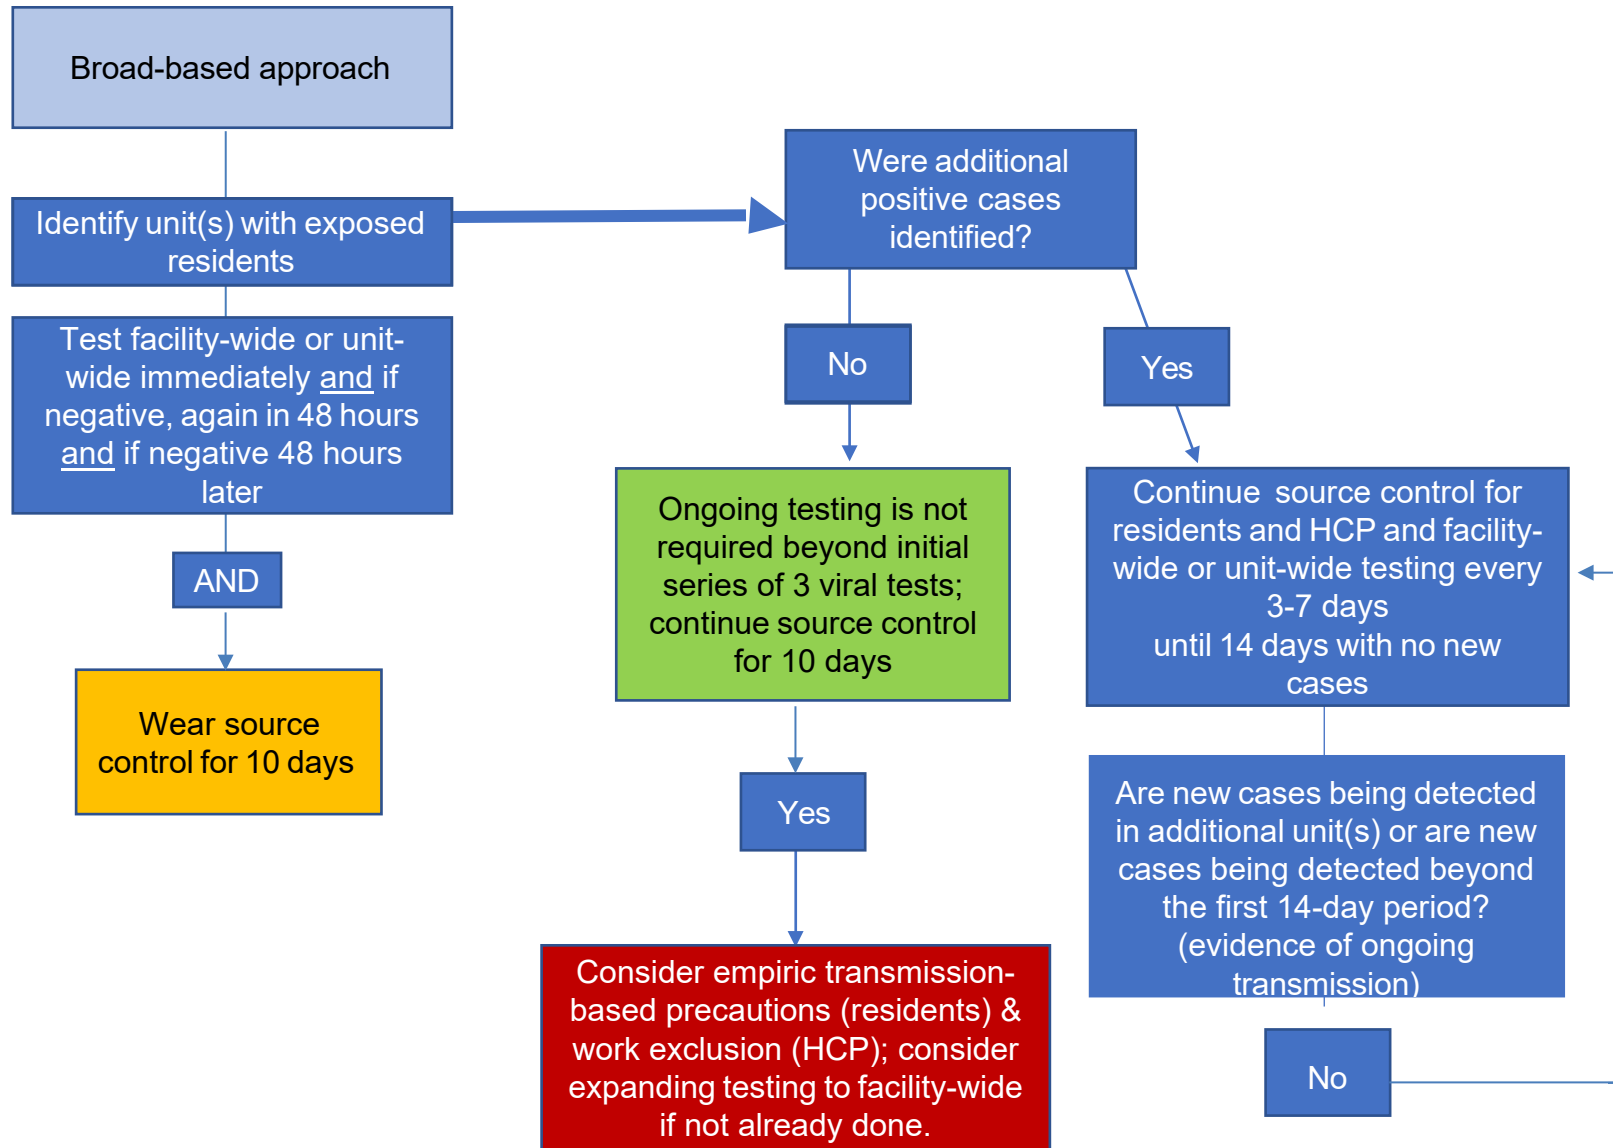 Broad-based approach
Identify unit(s) with exposed
residents
Test facility-wide or unit-
wide immediately and if
negative, again in 48 hours
and if negative 48 hours
later
AND
Wear source
control for 10 days
Were additional
positive cases
identified?
No
Yes
Ongoing testing is not
required beyond initial
series of 3 viral tests;
continue source control
for 10 days
Yes
Consider empiric transmission-
based precautions (residents) &
work exclusion (HCP); consider
expanding testing to facility-wide
if not already done.
Continue source control for
residents and HCP and facility-
wide or unit-wide testing every
3-7 days
until 14 days with no new
cases
Are new cases being detected
in additional unit(s) or are new
cases being detected beyond
the first 14-day period?
(evidence of ongoing
transmission)
No